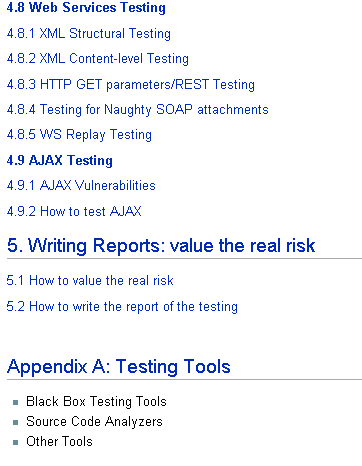 4.8 Web Services Testing
4.8.1 XML Structural Testing
4.8.2 XML Content-level Testing
4.8.3 HTTP GET parameters/REST Testing
4.8.4 Testing for Naughty SOAP attachments
4.8.5 WS Replay Testing
4.9 AJAX Testing
4.9.1 AJAX Vulnerabilities
4.9.2 How to test AJAX
5. Writing Reports: value the real risk
5.1 How to value the real risk
5.2 How to write the report of the testing
Appendix A: Testing Tools
Black Box Testing Tools
Source Code Analyzers
Other Tools